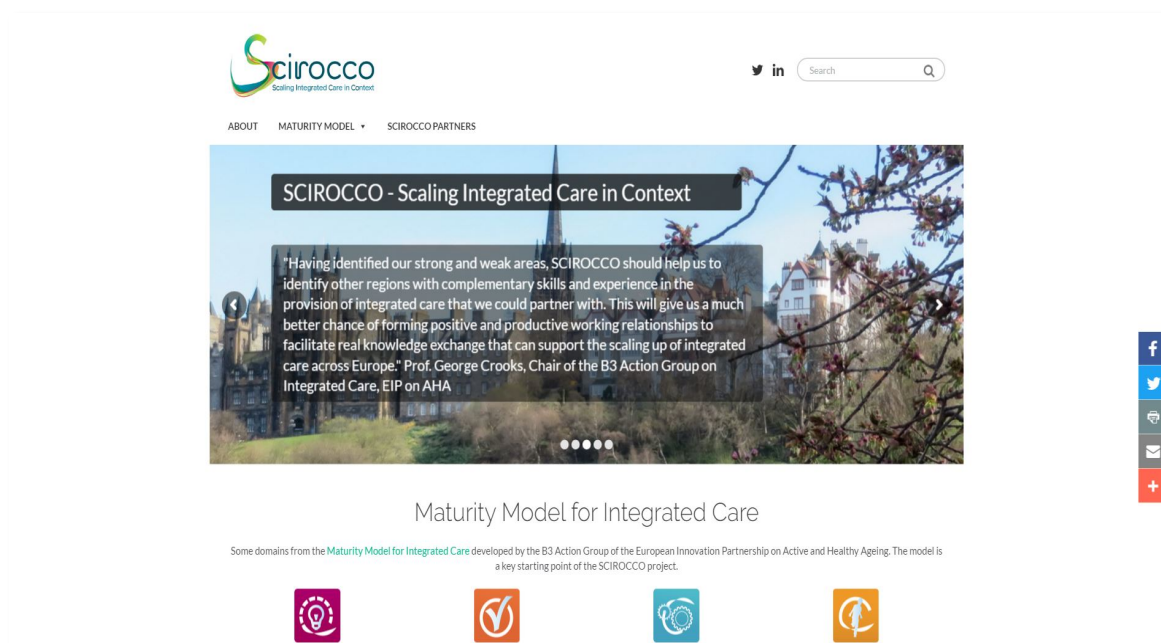 Scirocco
Scaling Integrated Care in Context
Search
ABOUT MATURITY MODEL SCIROCCO PARTNERS
SCIROCCO - Scaling Integrated Care in Context
"Having identified our strong and weak areas, SCIROCCO should help us to
identify other regions with complementary skills and experience in the
provision of integrated care that we could partner with. This will give us a much
better chance of forming positive and productive working relationships to
facilitate real knowledge exchange that can support the scaling up of integrated
care across Europe." Prof. George Crooks, Chair of the B3 Action Group on
Integrated Care, EIP on AHA
Maturity Model for Integrated Care
Some domains from the Maturity Model for Integrated Care developed by the B3 Action Group of the European Innovation Partnership on Active and Healthy Ageing. The model is
a key starting point of the SCIROCCO project.